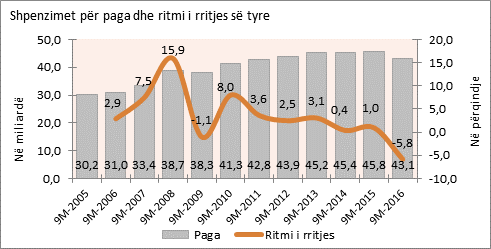 Shpenzimet për paga dhe ritmi i rritjes së tyre
50,0
40,0
30,0
20,0
10,0
0,0
Në miliardë
20,0
15,0
10,0
5,0
0,0
-5,0
-10,0
Në përqindje
2,9
7,5
15,9
-1,1
8,0
3,6
2,5
3,1
0,4
1,0
-5,8
30,2
31,0
33,4
38,7
38,3
41,3
42,8
43,9
45,2
45,4
45,8
43,1
9M-2005
9M-2006
9M-2007
9M-2008
9M-2009
9M-2010
9M-2011
9M-2012
9M-2013
9M-2014
9M-2015
9M-2016
Paga
Ritmi i rritjes